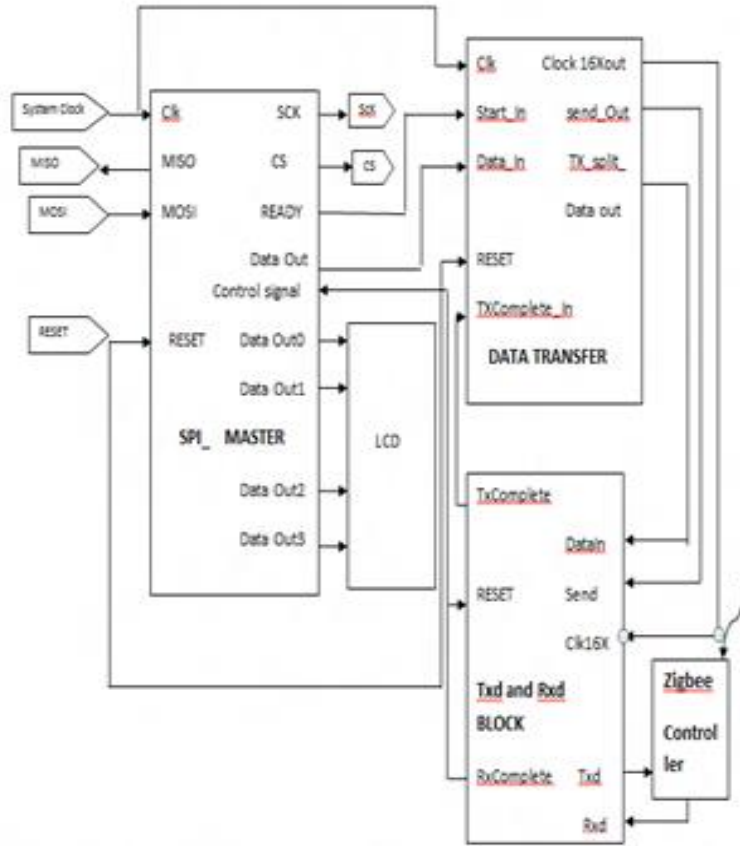 System Clock
MISO
MOSI
RESET
Clk
SCK
MISO
CS
MOSI
READY
Data Out
Control signal
RESET
Data Out0
Data Out1
SPI_ MASTER
Data Out2
Data Out3
SCK
CS
LCD
Clk
Clock 16Xout
Start_In
send_Out
Data_In
TX_split_
Data out
RESET
TXComplete_In
DATA TRANSFER
TxComplete
DataIn
RESET
Send
Clk16X
Txd and Rxd
BLOCK
RxComplete
Txd
Rxd
Zigbee
Control
ler